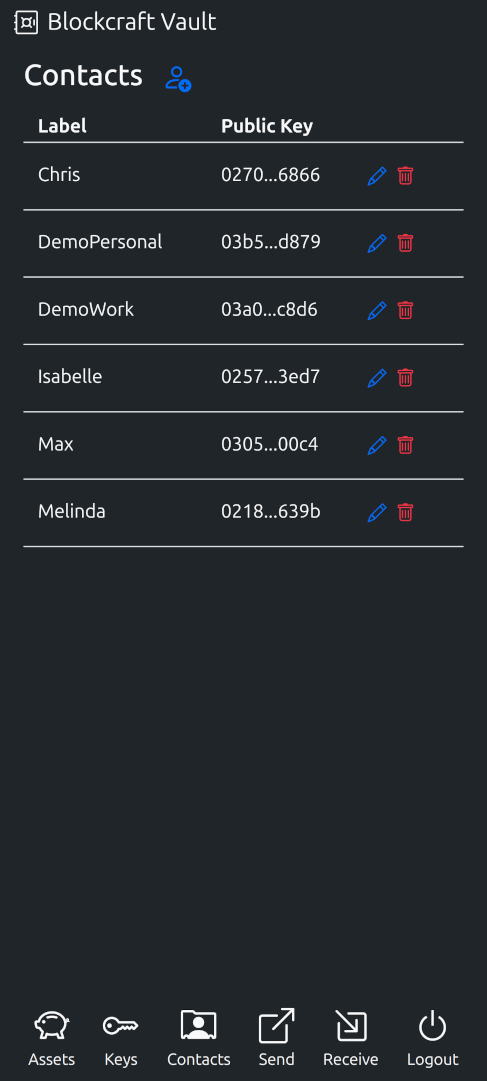 Blockcraft Vault
Contacts
Label Public Key
Chris 0270...6866
DemoPersonal 03b5...d879
DemoWork 03a0...c8d6
Isabelle 0257...3ed7
Max 0305...00c4
Melinda 0218...639b
Assets Keys Contacts Send Receive Logout